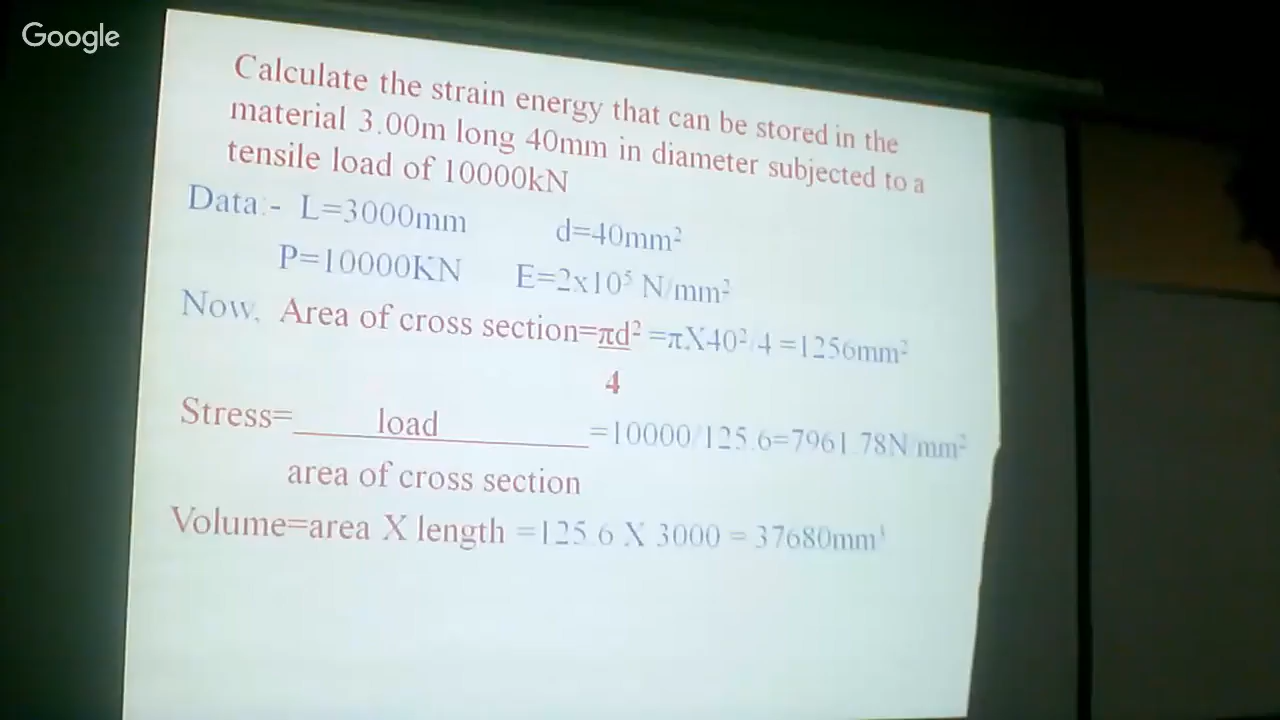 Google
Calculate the strain energy that can be stored in the
material 3.00m long 40mm in diameter subjected to a
tensile load of 10000kN
Data:- L=3000mm d=40mm²
P=10000KN E=2x10⁵ N/mm²
Now, Area of cross section=πd² =πX40²/4 =1256mm²
4
Stress= load =10000/125.6=7961.78N/mm²
area of cross section
Volume=area X length =125.6 X 3000 = 37680mm³